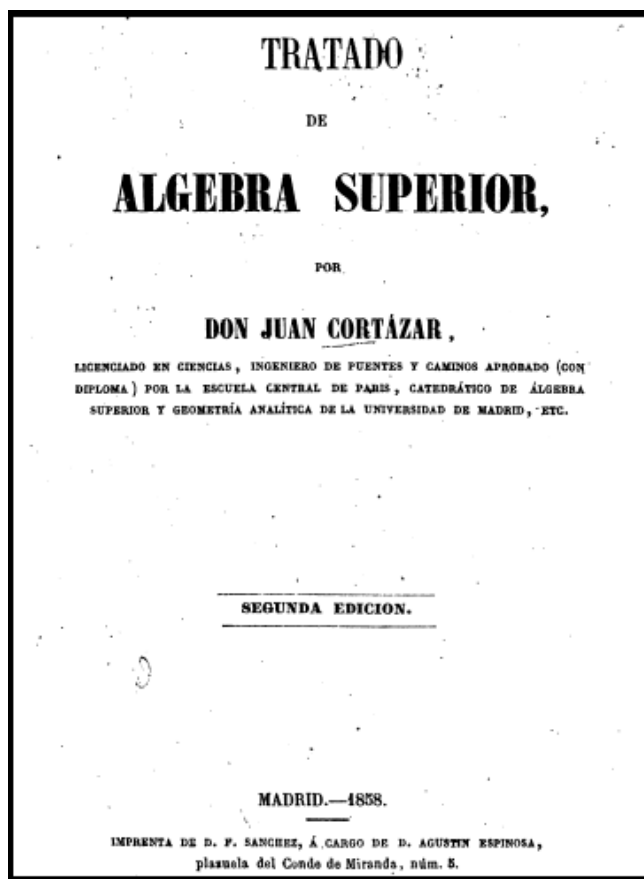 TRATADO
DE
ALGEBRA SUPERIOR,
POR
DON JUAN CORTÁZAR,
LICENCIADO EN CIENCIAS, INGENIERO DE PUENTES Y CAMINOS APROBADO (CON
DIPLOMA) POR LA ESCUELA CENTRAL DE PARIS, CATEDRÁTICO DE ÁLGEBRA
SUPERIOR Y GEOMETRÍA ANALÍTICA DE LA UNIVERSIDAD DE MADRID, ETC.
SEGUNDA EDICION.
MADRID.—1858.
IMPRENTA DE D. F. SANCHEZ, Á CARGO DE D. AGUSTIN ESPINOSA,
plazuela del Conde de Miranda, núm. 5.